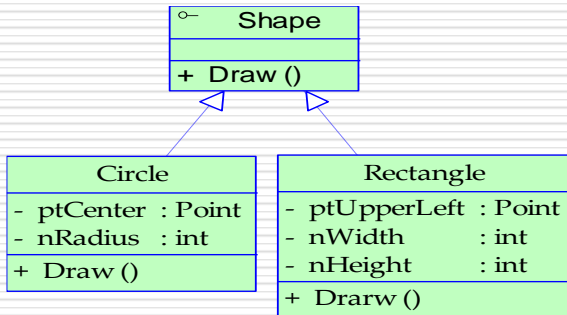 Shape
+ Draw ()
Circle
- ptCenter : Point
- nRadius : int
+ Draw ()
Rectangle
- ptUpperLeft : Point
- nWidth : int
- nHeight : int
+ Drarw ()